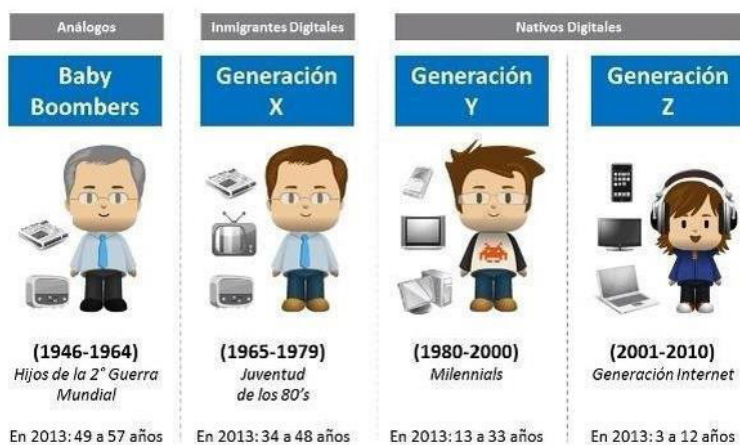 Análogos
Inmigrantes Digitales
Nativos Digitales
Baby
Boombers
Generación
X
Generación
Y
Generación
Z
(1946-1964)
Hijos de la 2° Guerra
Mundial
En 2013: 49 a 57 años
(1965-1979)
Juventud
de los 80's
En 2013: 34 a 48 años
(1980-2000)
Milennials
En 2013: 13 a 33 años
(2001-2010)
Generación Internet
En 2013: 3 a 12 años